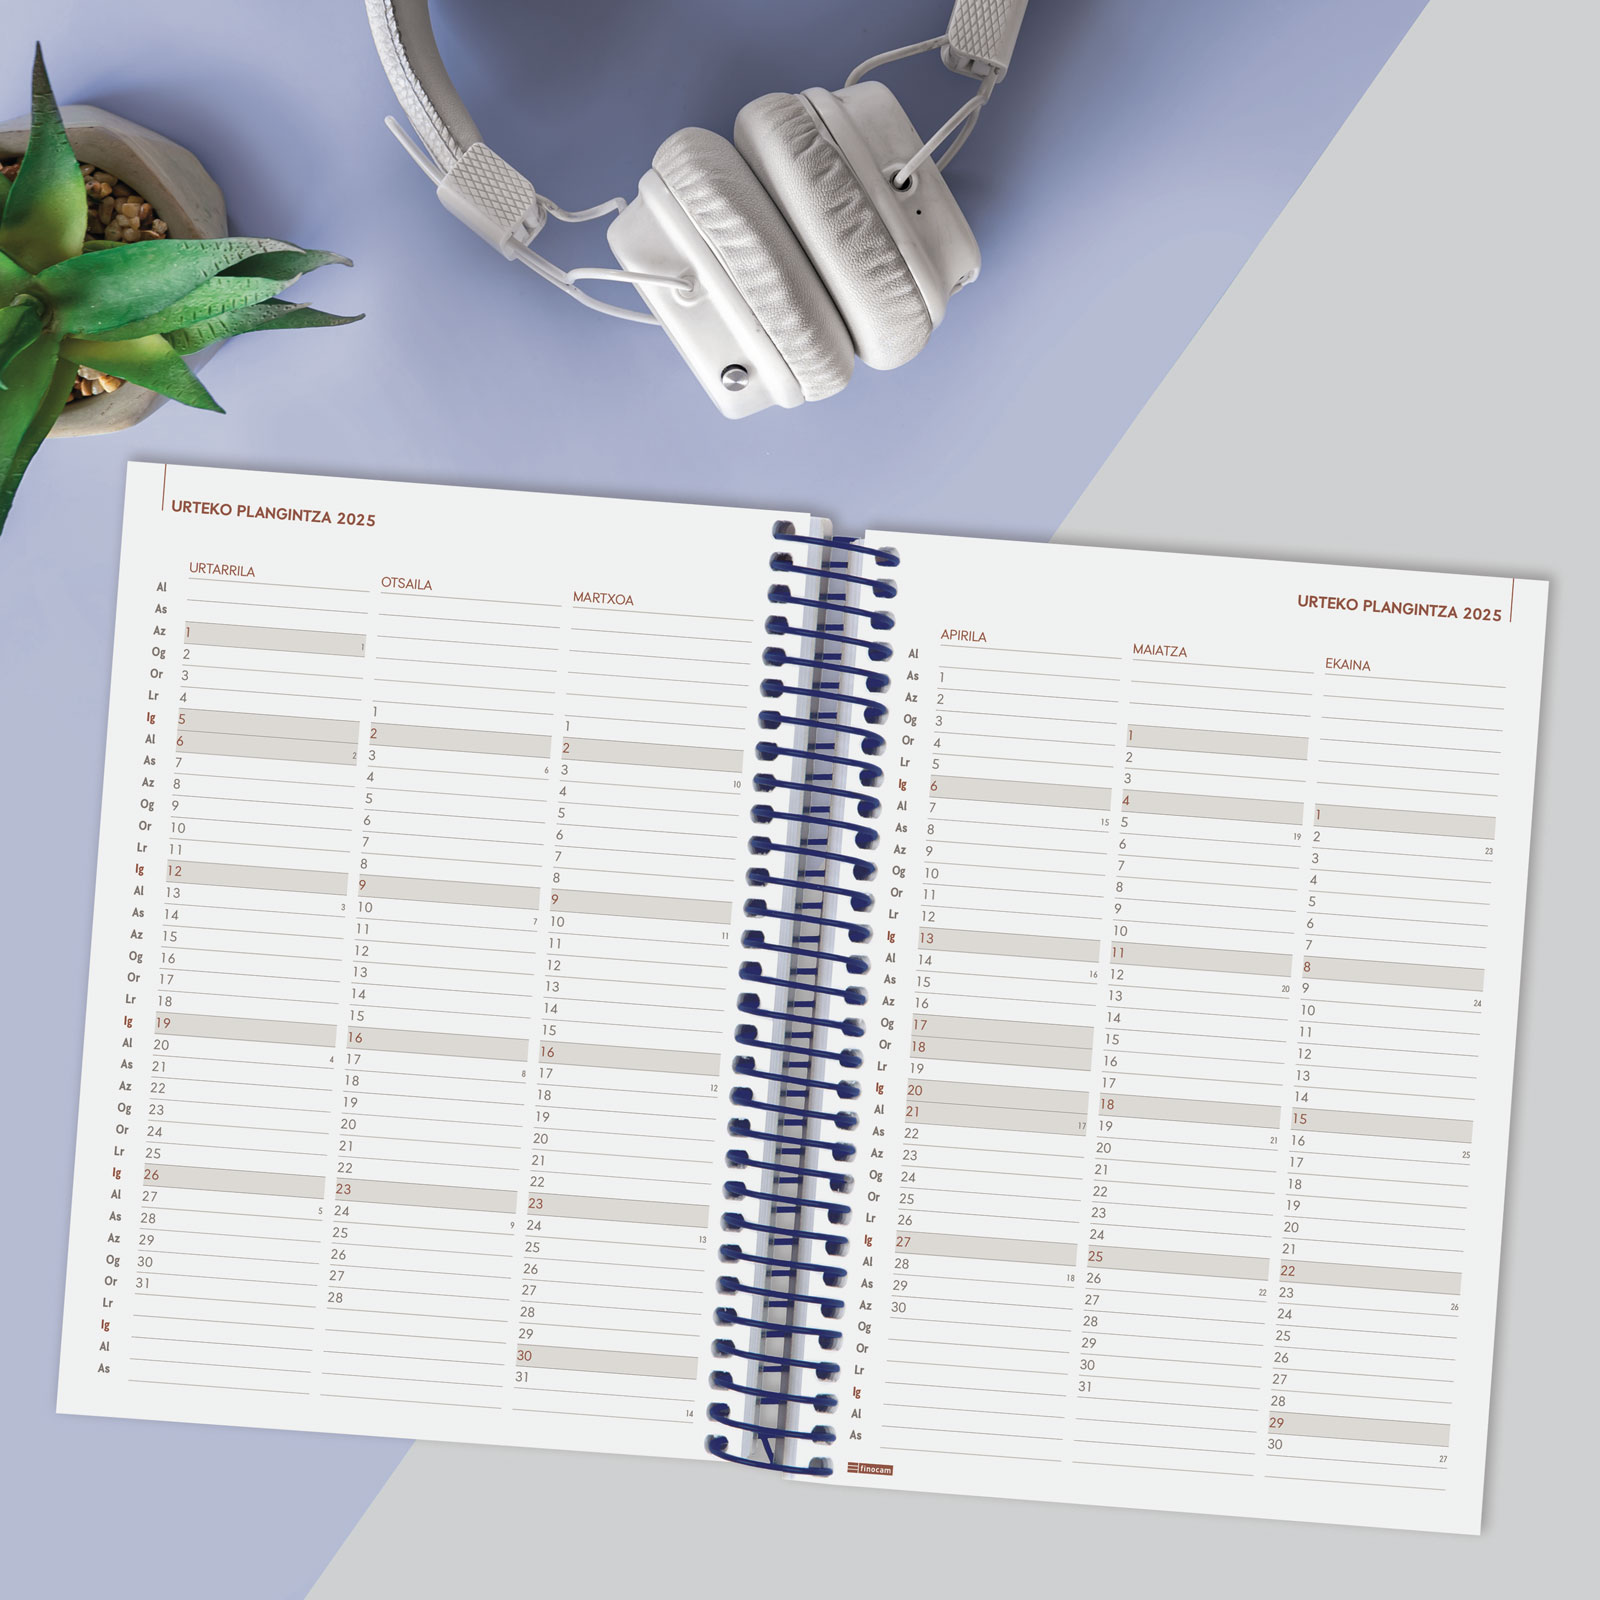 URTEKO PLANGINTZA 2025
URTARRILA OTSAILA MARTXOA
Al
As
Az 1 1
Og 2
Or 3
Lr 4 1 1
Ig 5 2 2
Al 6 2 3 6 3 10
As 7 4 4
Az 8 5 5
Og 9 6 6
Or 10 7 7
Lr 11 8 8
Ig 12 9 9
Al 13 3 10 7 10 11
As 14 11 11
Az 15 12 12
Og 16 13 13
Or 17 14 14
Lr 18 15 15
Ig 19 16 16
Al 20 4 17 8 17 12
As 21 18 18
Az 22 19 19
Og 23 20 20
Or 24 21 21
Lr 25 22 22
Ig 26 23 23
Al 27 5 24 9 24 13
As 28 25 25
Az 29 26 26
Og 30 27 27
Or 31 28 28
Lr 29
Ig 30
Al 31 14
As
URTEKO PLANGINTZA 2025
APIRILA MAIATZA EKAINA
Al
As 1
Az 2
Og 3 1
Or 4 2
Lr 5 3
Ig 6 4 1
Al 7 15 5 19 2 23
As 8 6 3
Az 9 7 4
Og 10 8 5
Or 11 9 6
Lr 12 10 7
Ig 13 11 8
Al 14 16 12 20 9 24
As 15 13 10
Az 16 14 11
Og 17 15 12
Or 18 16 13
Lr 19 17 14
Ig 20 18 15
Al 21 17 19 21 16 25
As 22 20 17
Az 23 21 18
Og 24 22 19
Or 25 23 20
Lr 26 24 21
Ig 27 25 22
Al 28 18 26 22 23 26
As 29 27 24
Az 30 28 25
Og 29 26
Or 30 27
Lr 31 28
Ig 29
Al 30 27
As
finocam